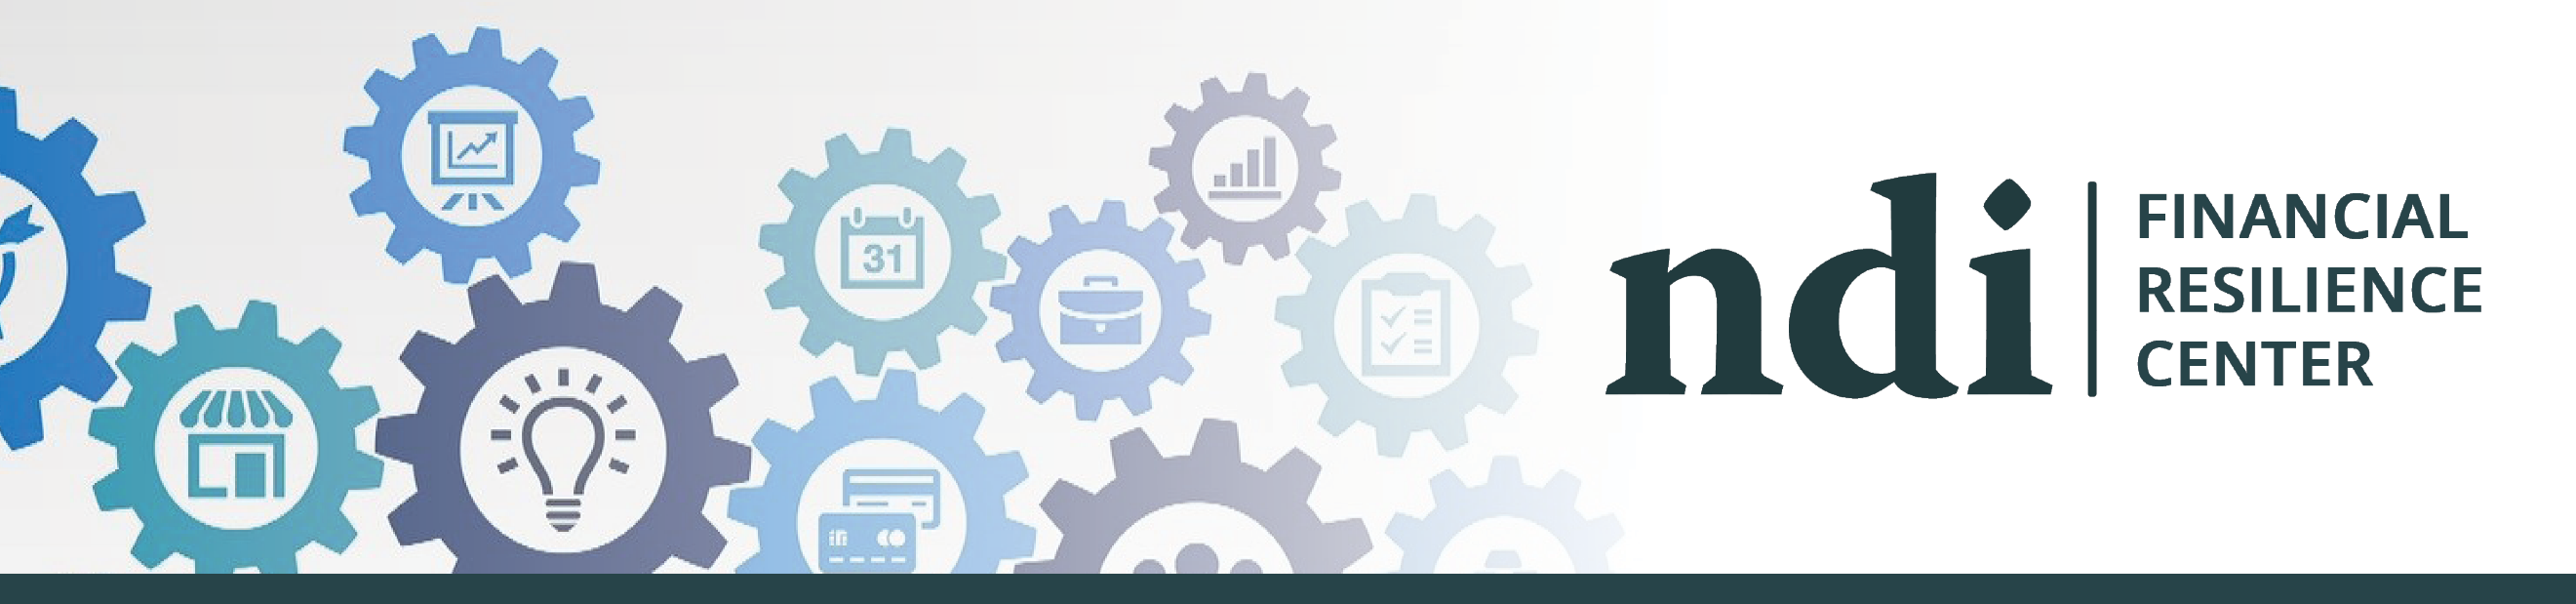 31
ndi
FINANCIAL
RESILIENCE
CENTER